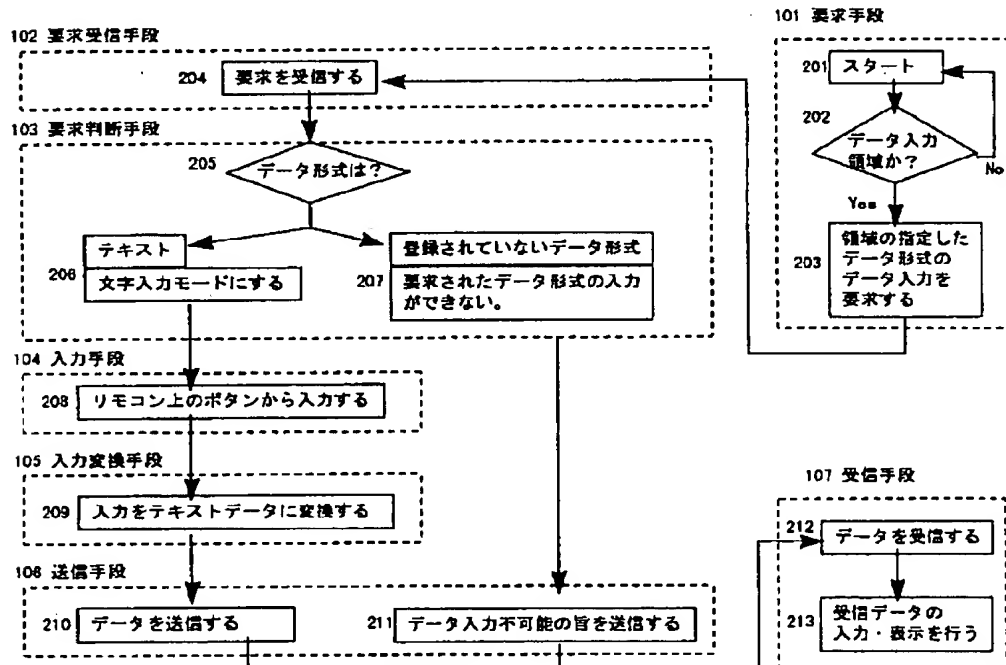 101 要求手段
102 要求受信手段
201 スタート
204 要求を受信する
202 データ入力
領域か?
No
Yes
103 要求判断手段
205 データ形式は?
テキスト
206 文字入力モードにする
登録されていないデータ形式
207 要求されたデータ形式の入力
ができない。
203 領域の指定した
データ形式の
データ入力を
要求する
104 入力手段
208 リモコン上のボタンから入力する
105 入力変換手段
209 入力をテキストデータに変換する
107 受信手段
212 データを受信する
106 送信手段
210 データを送信する
211 データ入力不可能の旨を送信する
213 受信データの
入力・表示を行う